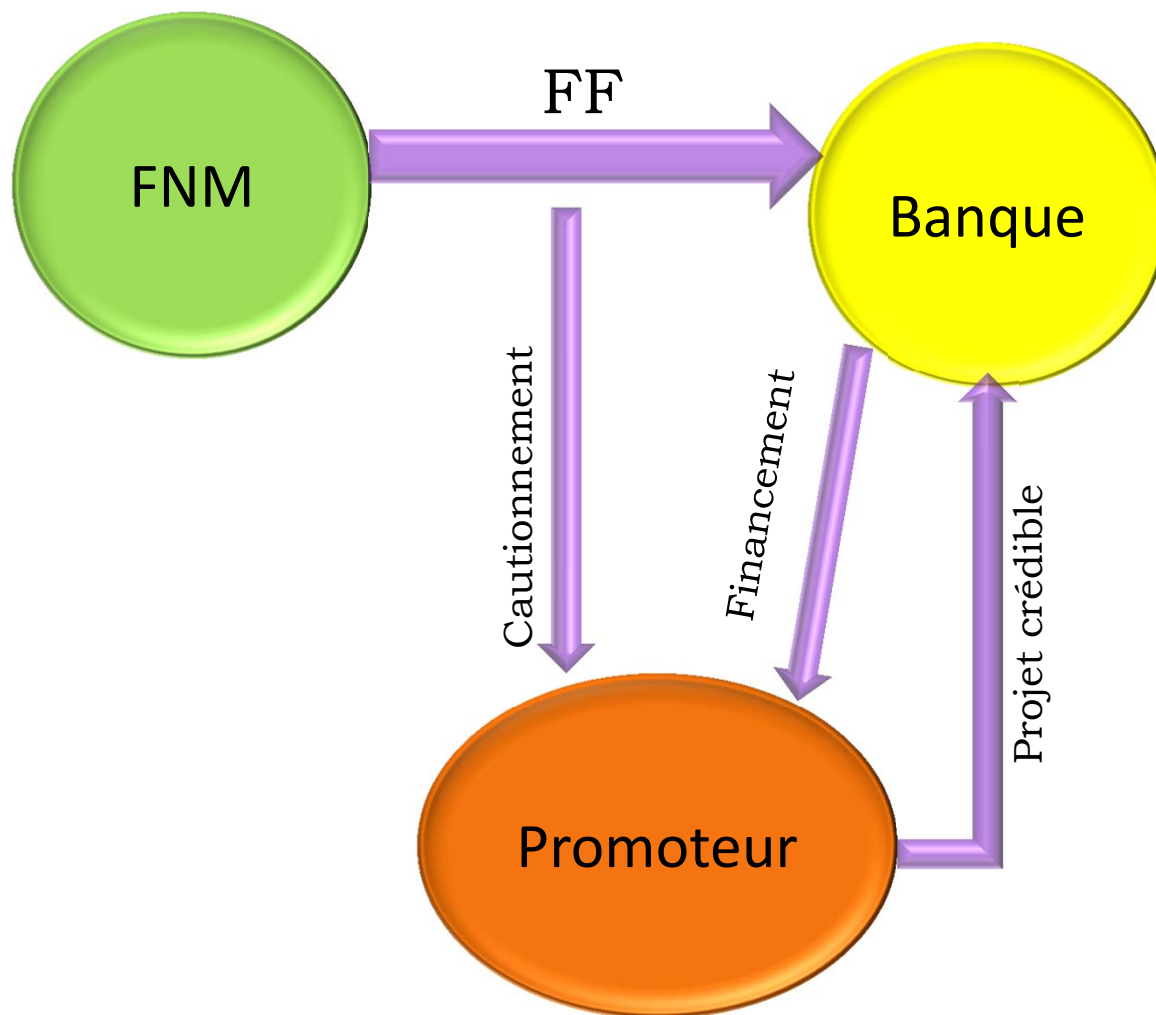 FF
FNM
Banque
Cautionnement
Financement
Projet crédible
Promoteur